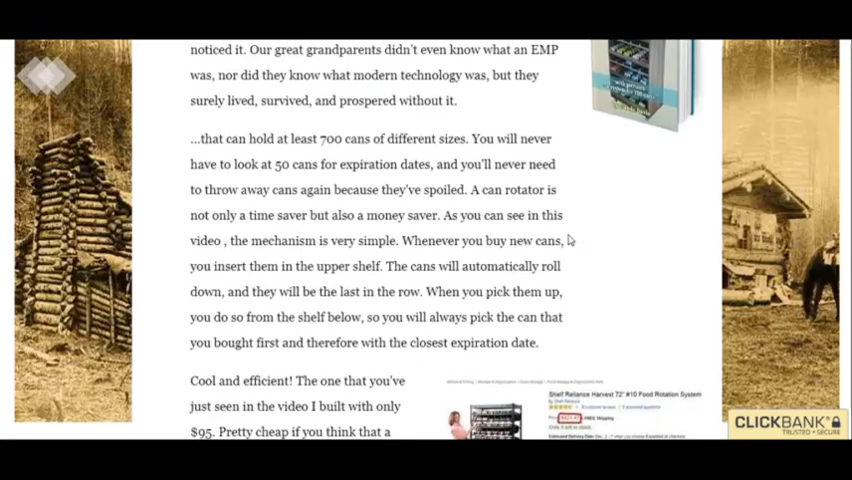 noticed it. Our great grandparents didn't even know what an EMP
was, nor did they know what modern technology was, but they
surely lived, survived, and prospered without it.
...that can hold at least 700 cans of different sizes. You will never
have to look at 50 cans for expiration dates, and you'll never need
to throw away cans again because they've spoiled. A can rotator is
not only a time saver but also a money saver. As you can see in this
video , the mechanism is very simple. Whenever you buy new cans,
you insert them in the upper shelf. The cans will automatically roll
down, and they will be the last in the row. When you pick them up,
you do so from the shelf below, so you will always pick the can that
you bought first and therefore with the closest expiration date.
Cool and efficient! The one that you've
just seen in the video I built with only
$95. Pretty cheap if you think that a
Shelf Reliance Harvest 72" #10 Food Rotation System
FREE Shipping
CLICKBANK
TRUSTED • SECURE